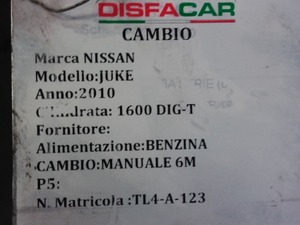 DISFACAR
CAMBIO
Marca NISSAN
Modello:JUKE
Anno:2010
Cilindrata: 1600 DIG-T
Fornitore:
Alimentazione:BENZINA
CAMBIO:MANUALE 6M
P5:
N. Matricola :TL4-A-123